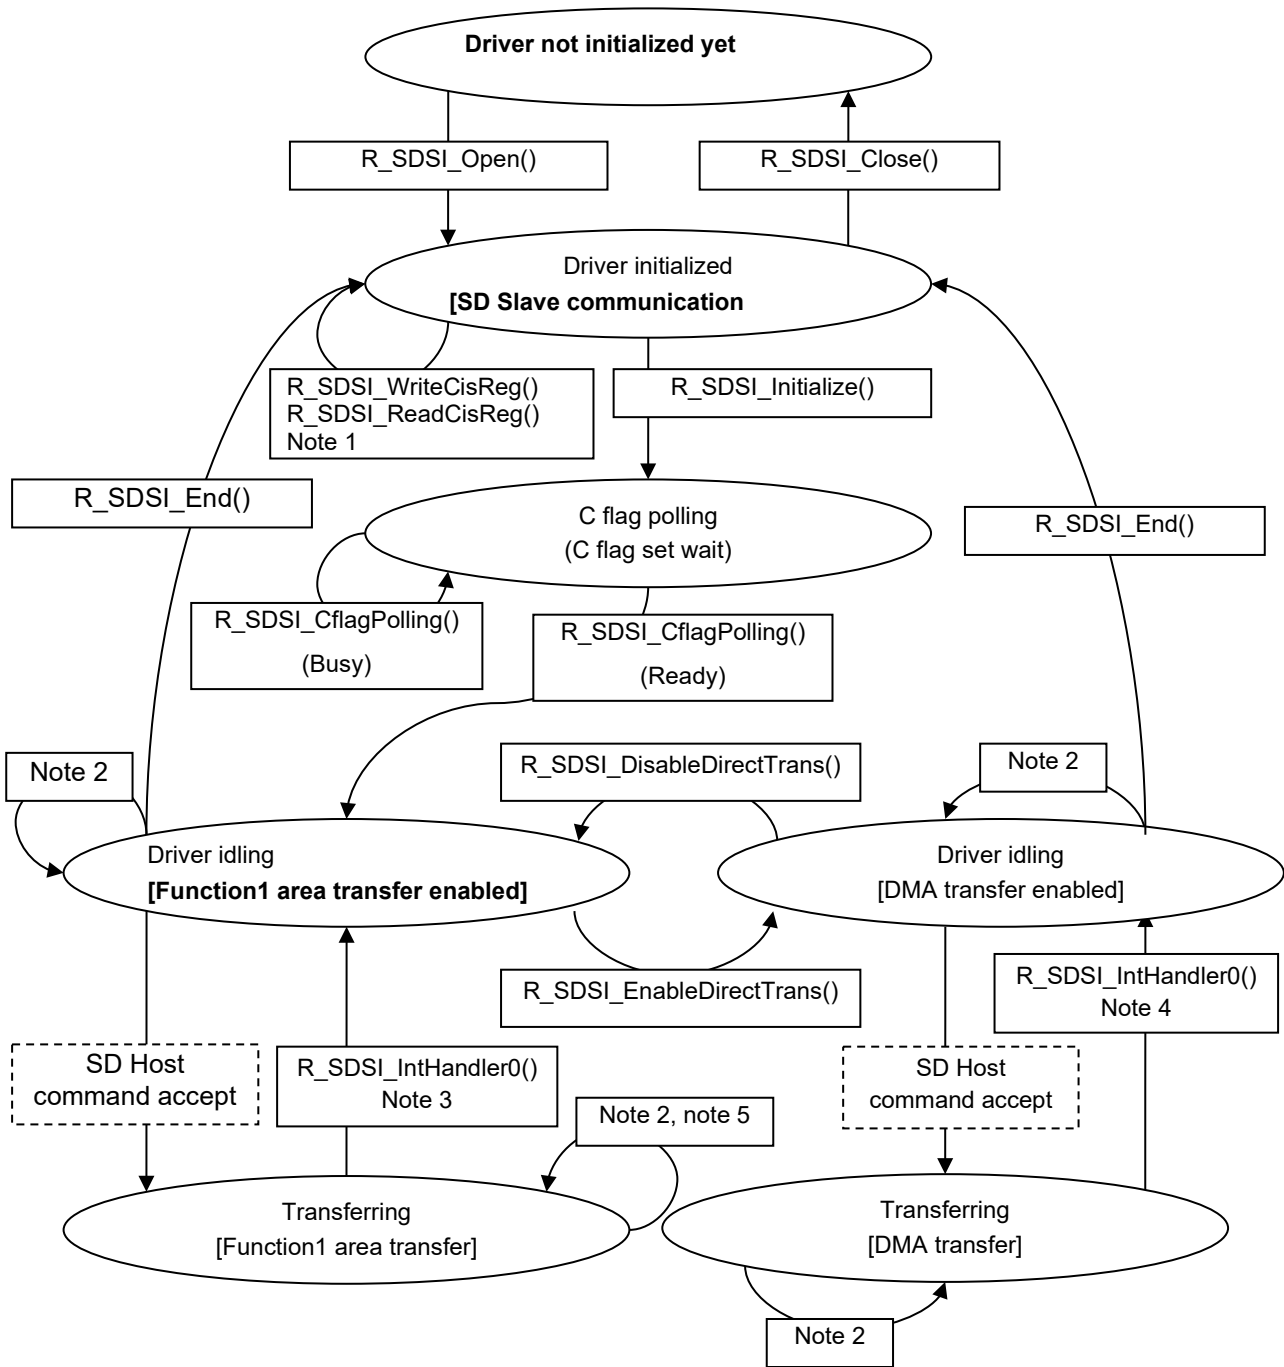 Driver not initialized yet
R_SDSI_Open()
R_SDSI_Close()
Driver initialized
[SD Slave communication
R_SDSI_WriteCisReg()
R_SDSI_ReadCisReg()
Note 1
R_SDSI_Initialize()
R_SDSI_End()
C flag polling
(C flag set wait)
R_SDSI_End()
R_SDSI_CflagPolling()
(Busy)
R_SDSI_CflagPolling()
(Ready)
Note 2
R_SDSI_DisableDirectTrans()
Note 2
Driver idling
[Function1 area transfer enabled]
Driver idling
[DMA transfer enabled]
R_SDSI_EnableDirectTrans()
R_SDSI_IntHandler0()
Note 4
SD Host
command accept
R_SDSI_IntHandler0()
Note 3
SD Host
command accept
Note 2, note 5
Transferring
[Function1 area transfer]
Transferring
[DMA transfer]
Note 2